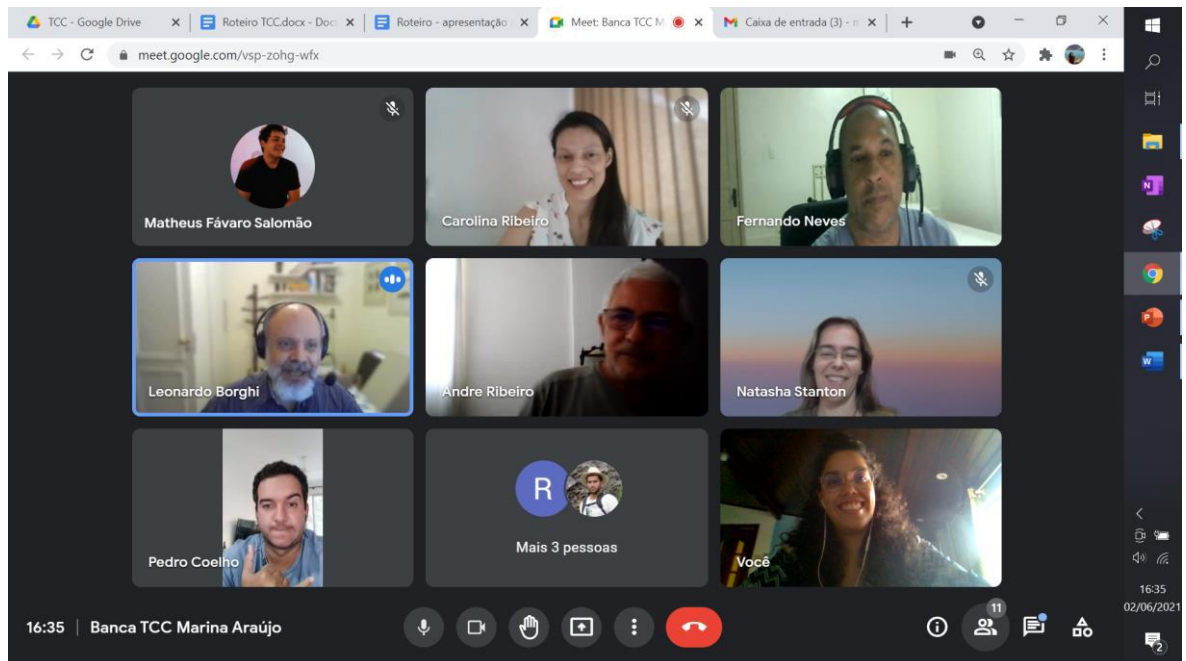 TCC - Google Drive
Roteiro TCC.docx - Doc
Roteiro - apresentação
Meet: Banca TCC M
Caixa de entrada (3) - n
meet.google.com/vsp-zohg-wfx
Matheus Fávaro Salomão
Carolina Ribeiro
Fernando Neves
Leonardo Borghi
Andre Ribeiro
Natasha Stanton
Pedro Coelho
R
Mais 3 pessoas
Você
16:35 | Banca TCC Marina Araújo
11
N
P
W
16:35
02/06/2021
2